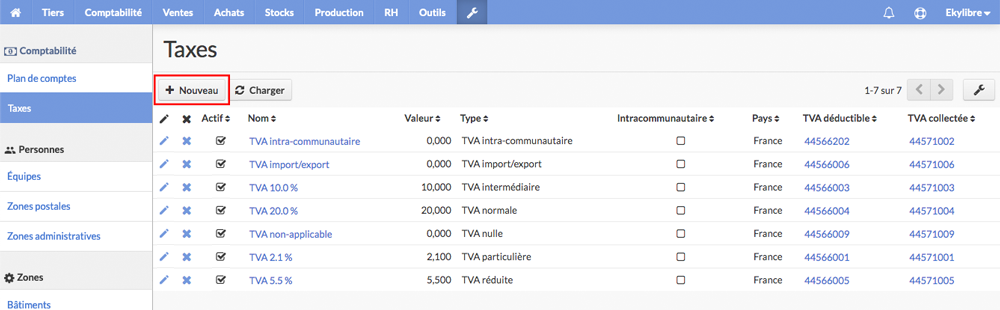 Tiers Comptabilité Ventes Achats Stocks Production RH Outils Ekylibre
Comptabilité
Plan de comptes
Taxes
Personnes
Équipes
Zones postales
Zones administratives
Zones
Bâtiments
Taxes
Nouveau Charger 1-7 sur 7
Actif Nom Valeur Type Intracommunautaire Pays TVA déductible TVA collectée
TVA intra-communautaire 0,000 TVA intra-communautaire France 44566202 44571002
TVA import/export 0,000 TVA import/export France 44566006 44571006
TVA 10.0 % 10,000 TVA intermédiaire France 44566003 44571003
TVA 20.0 % 20,000 TVA normale France 44566004 44571004
TVA non-applicable 0,000 TVA nulle France 44566009 44571009
TVA 2.1 % 2,100 TVA particulière France 44566001 44571001
TVA 5.5 % 5,500 TVA réduite France 44566005 44571005